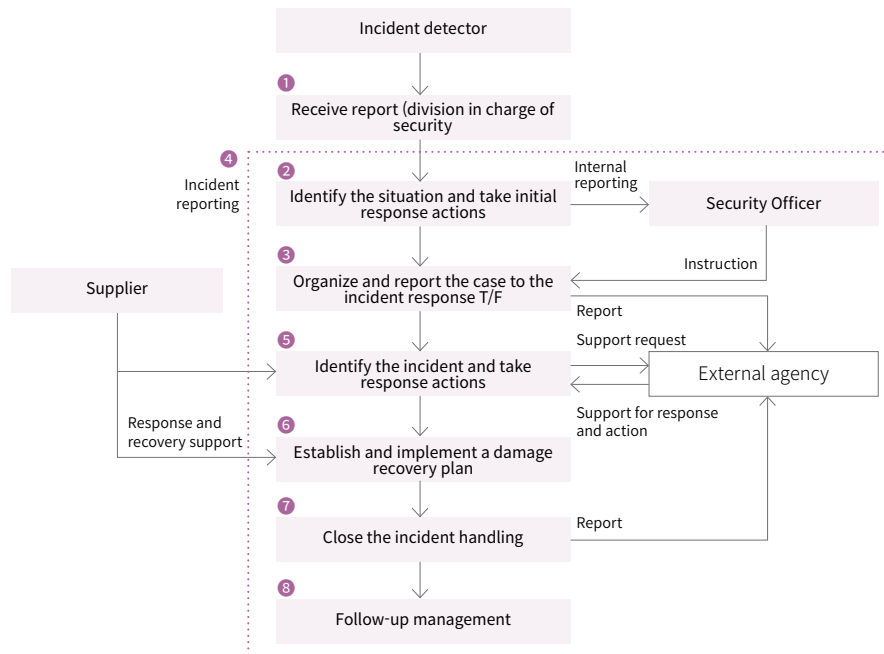 Incident detector
1
Receive report (division in charge of
security
4
Incident
reporting
2
Identify the situation and take initial
response actions
Internal
reporting
Security Officer
Instruction
3
Organize and report the case to the
incident response T/F
Report
Supplier
5
Identify the incident and take
response actions
Support request
External agency
Support for response
and action
Response and
recovery support
6
Establish and implement a damage
recovery plan
7
Close the incident handling
Report
8
Follow-up management